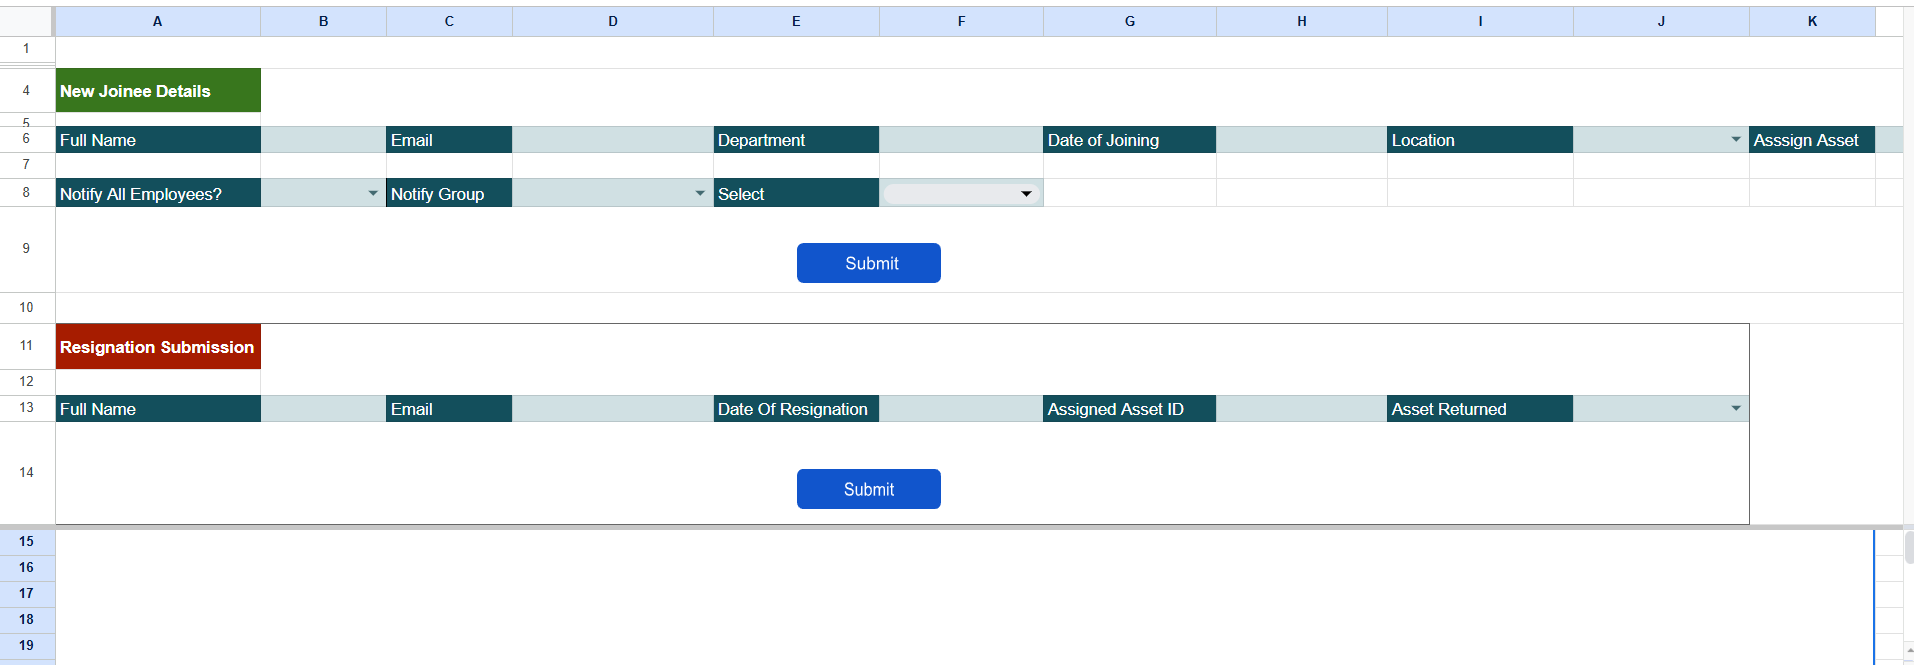 A B C D E F G H I J K
1
4 New Joinee Details
5
6 Full Name Email Department Date of Joining Location Asssign Asset
7
8 Notify All Employees? Notify Group Select
9 Submit
10
11 Resignation Submission
12
13 Full Name Email Date Of Resignation Assigned Asset ID Asset Returned
14 Submit
15
16
17
18
19